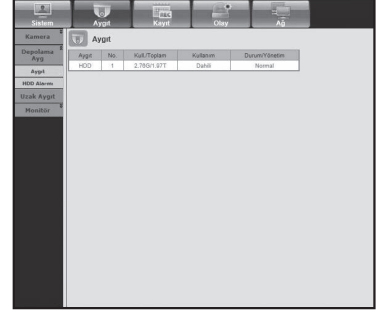 Sistem Aygıt Kayıt Olay Ağ
Kamera
Depolama
Ayg
Aygıt
HDD Alarmı
Uzak Aygıt
Monitör
Aygıt
Aygıt No. Kull./Toplam Kullanım Durum/Yönetim
HDD 1 2.78G/1.97T Dahili Normal